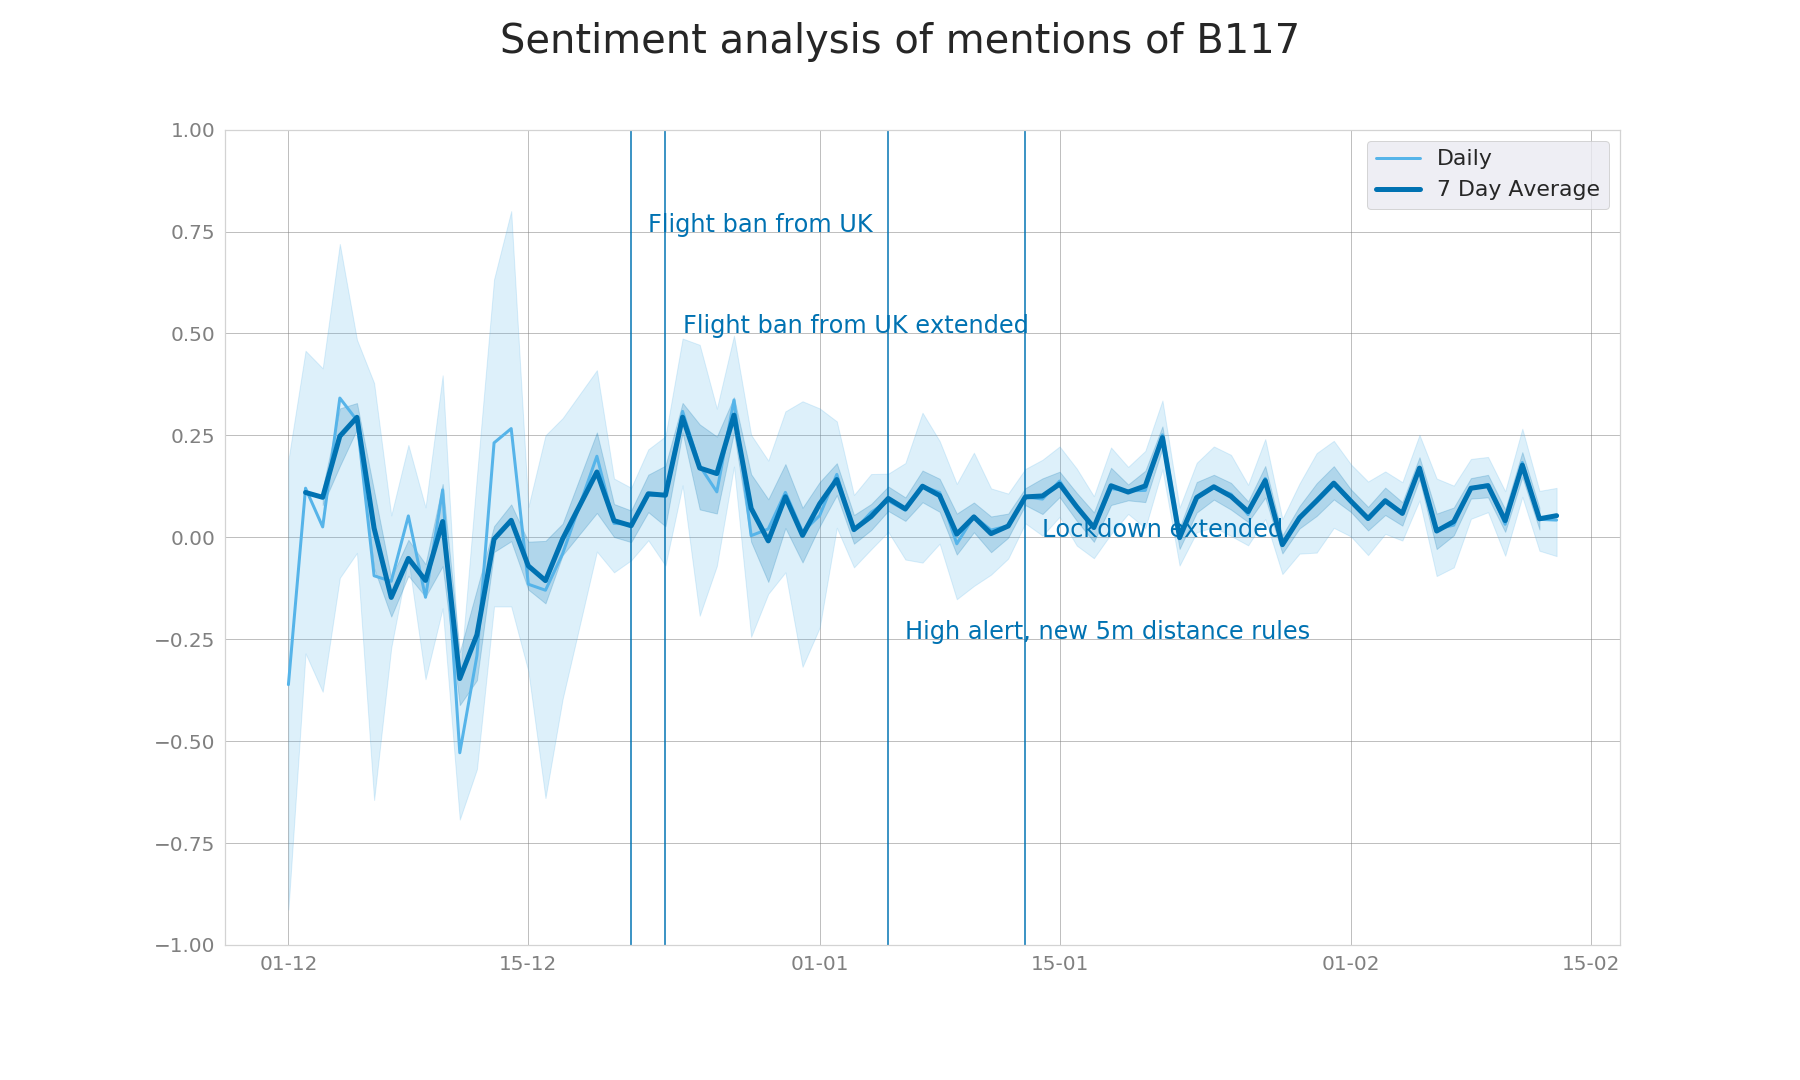 Sentiment analysis of mentions of B117
1.00
0.75
0.50
0.25
0.00
−0.25
−0.50
−0.75
−1.00
Daily
7 Day Average
Flight ban from UK
Flight ban from UK extended
Lockdown extended
High alert, new 5m distance rules
01-12
15-12
01-01
15-01
01-02
15-02